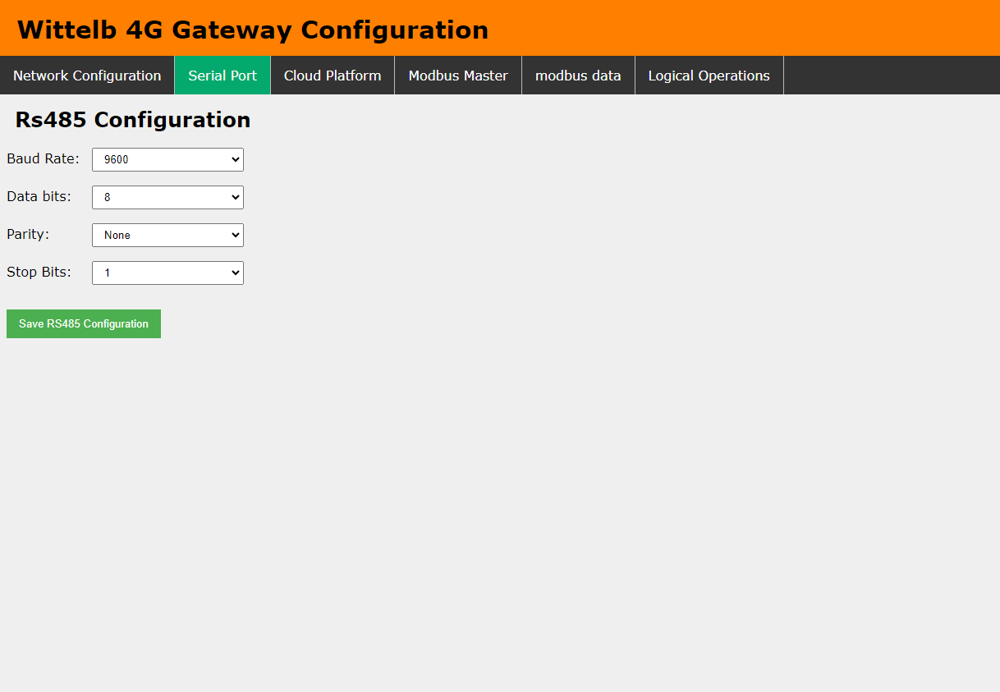 Wittelb 4G Gateway Configuration
Network Configuration Serial Port Cloud Platform Modbus Master modbus data Logical Operations
Rs485 Configuration
Baud Rate: 9600
Data bits: 8
Parity: None
Stop Bits: 1
Save RS485 Configuration